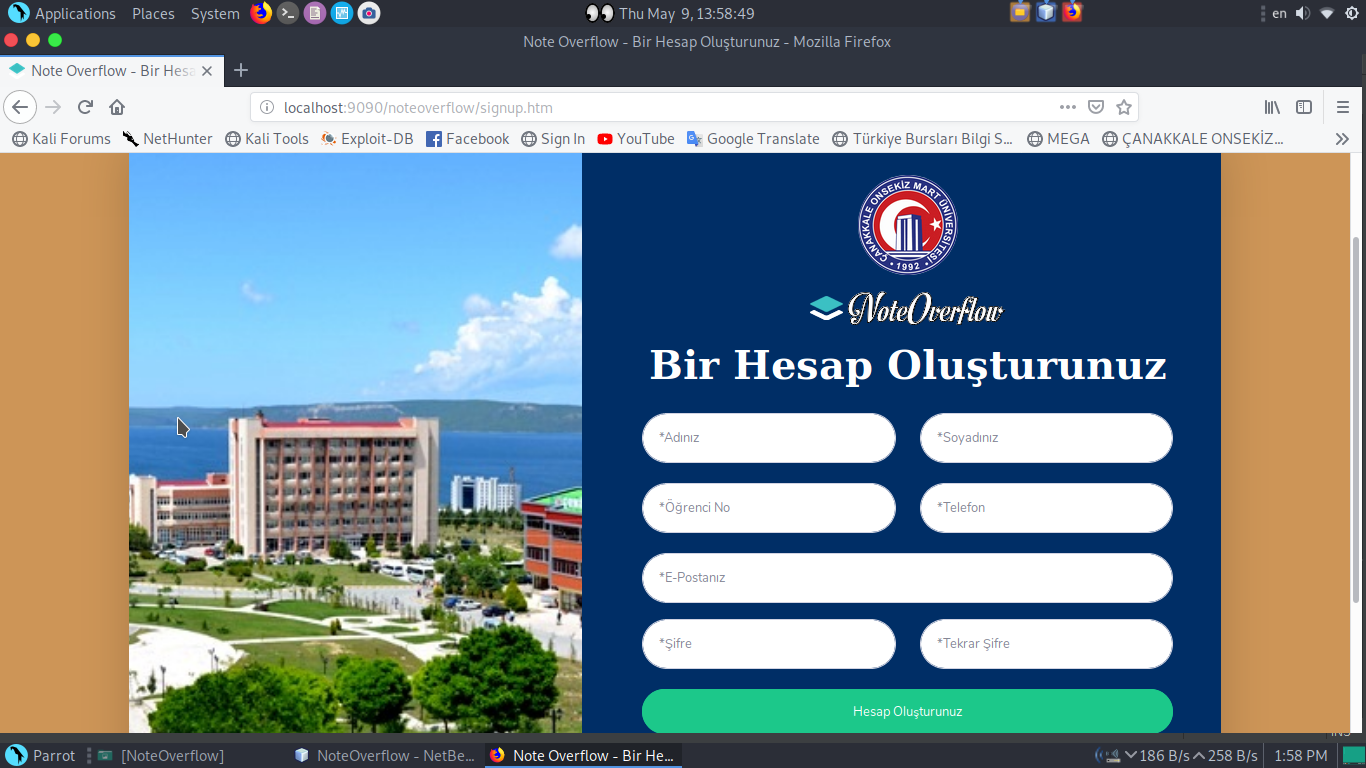 Applications Places System Thu May 9, 13:58:49 en
Note Overflow - Bir Hesap Oluşturunuz - Mozilla Firefox
Note Overflow - Bir Hesa
localhost:9090/noteoverflow/signup.htm
Kali Forums NetHunter Kali Tools Exploit-DB Facebook Sign In YouTube Google Translate Türkiye Bursları Bilgi S... MEGA ÇANAKKALE ONSEKİZ...
ÇANAKKALE ONSEKİZ MART ÜNİVERSİTESİ
• 1992 •
NoteOverflow
Bir Hesap Oluşturunuz
*Adınız *Soyadınız
*Öğrenci No *Telefon
*E-Postanız
*Şifre *Tekrar Şifre
Hesap Oluşturunuz
Parrot [NoteOverflow] NoteOverflow - NetBe... Note Overflow - Bir He... 186 B/s 258 B/s 1:58 PM